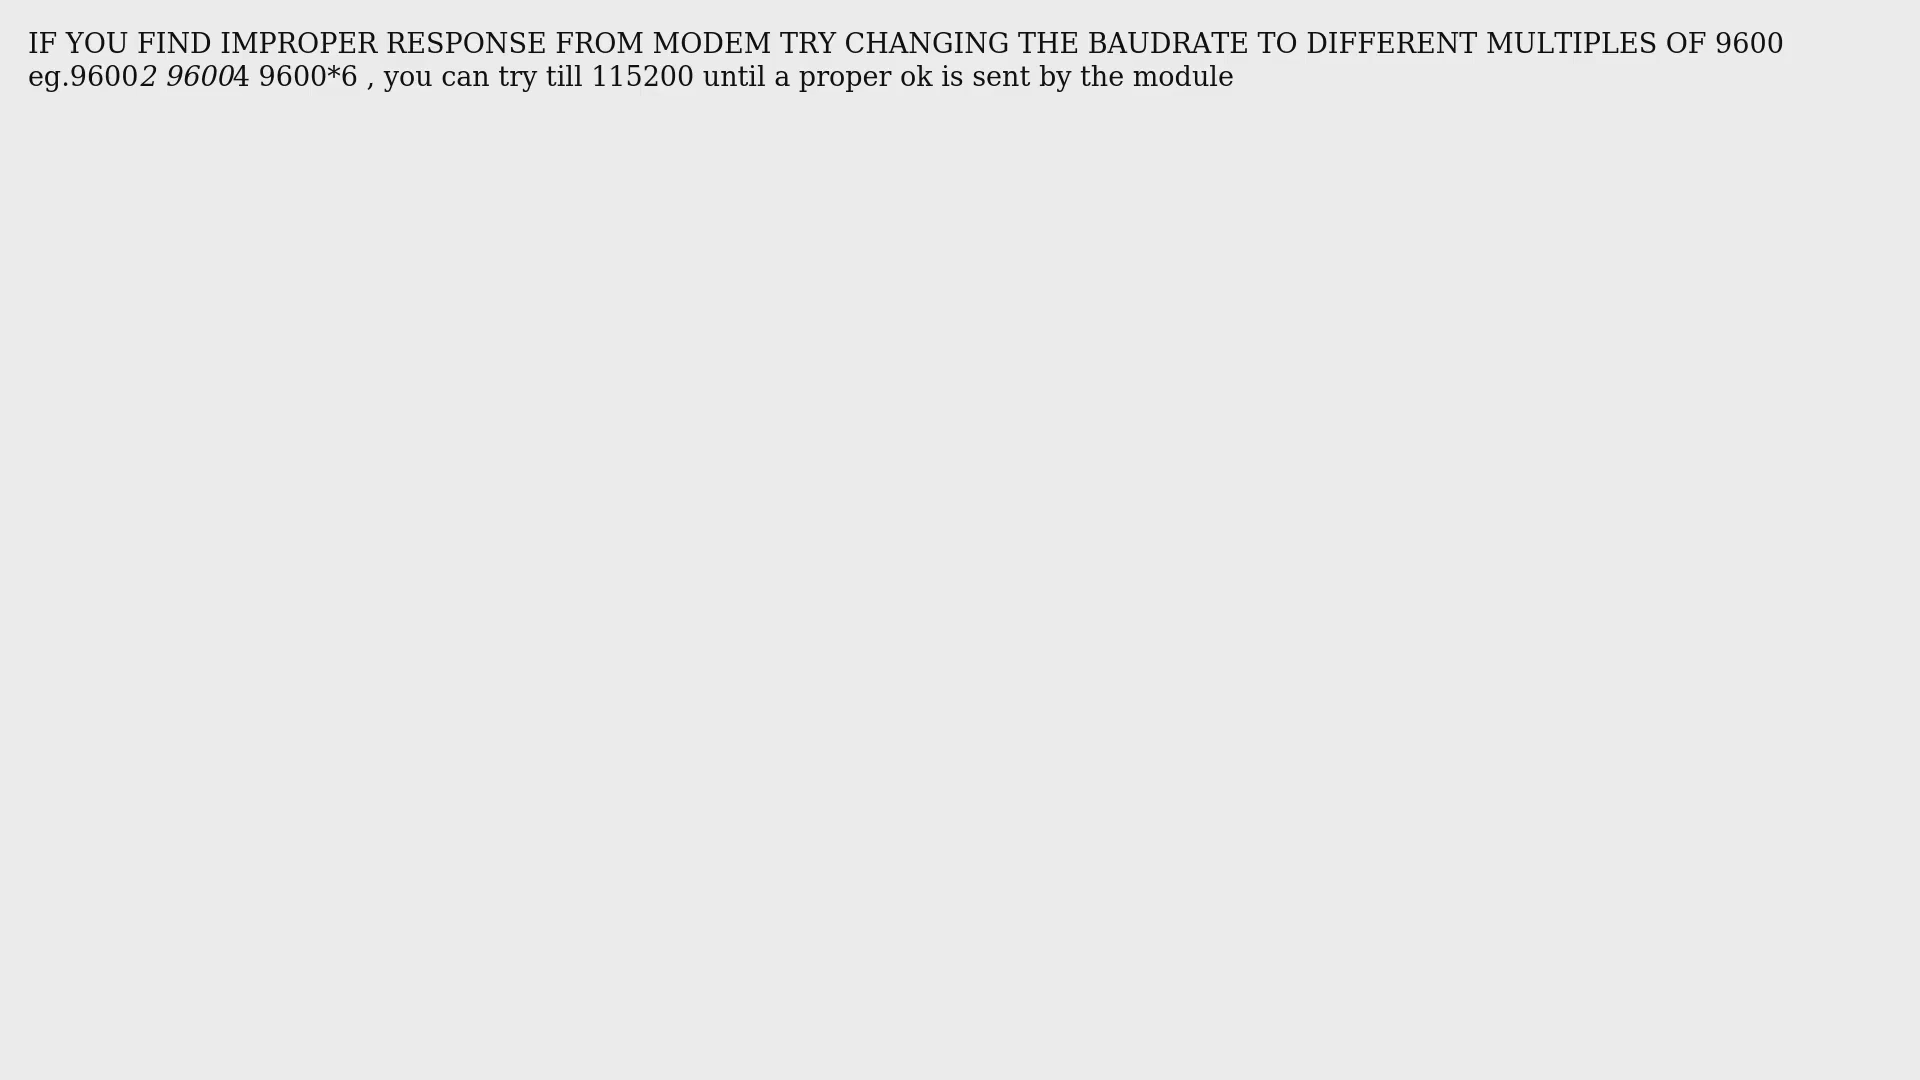 IF YOU FIND IMPROPER RESPONSE FROM MODEM TRY CHANGING THE BAUDRATE TO DIFFERENT MULTIPLES OF 9600
eg.96002 96004 9600*6 , you can try till 115200 until a proper ok is sent by the module